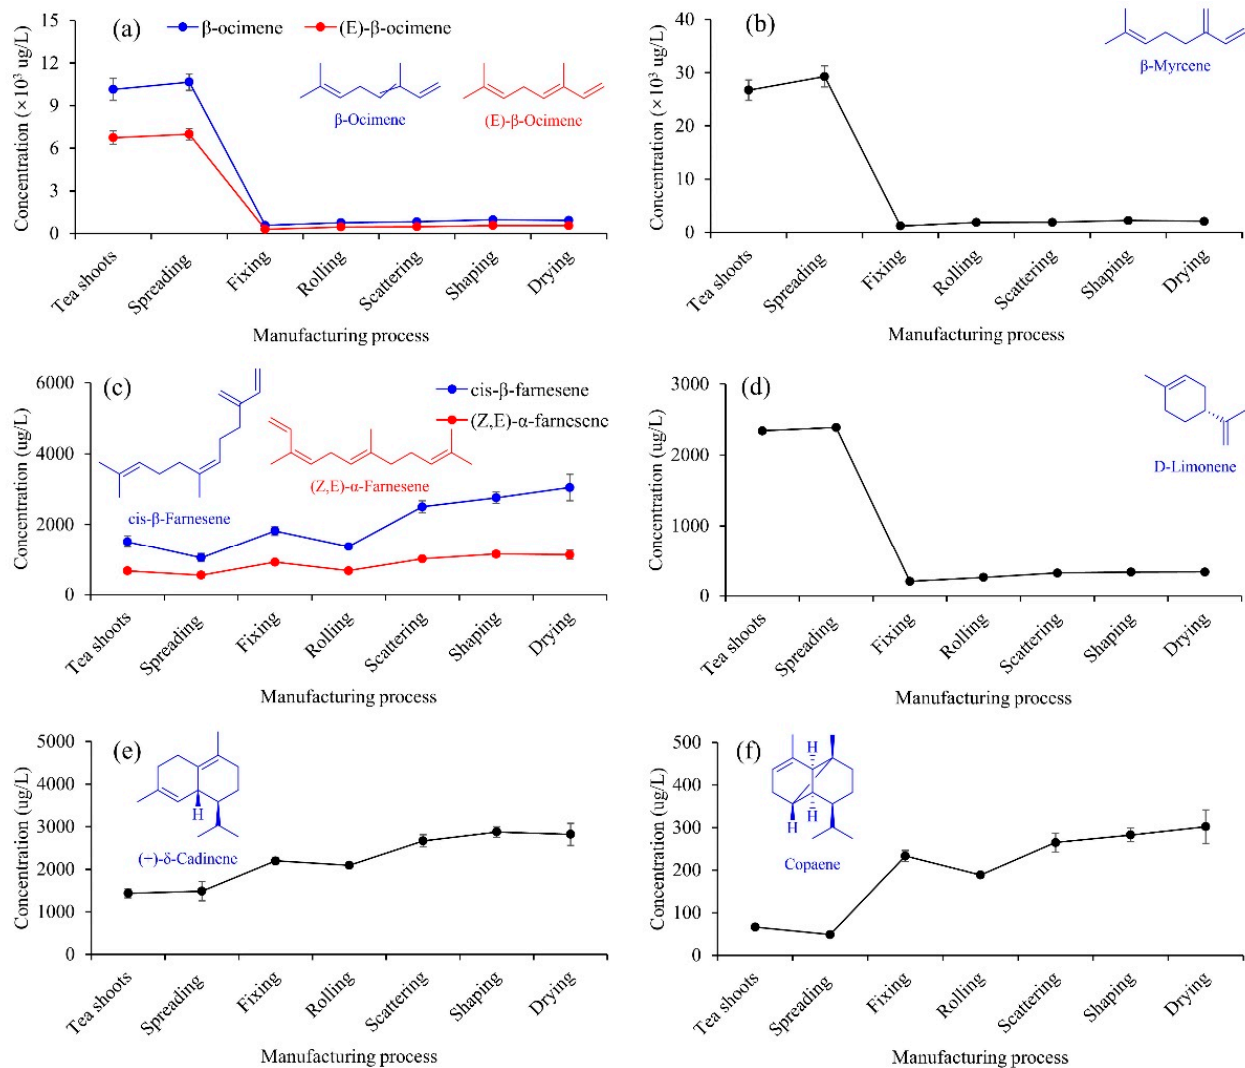 (a)
β-ocimene
(E)-β-ocimene
β-Ocimene
(E)-β-Ocimene
Concentration (×10³ ug/L)
15
12
9
6
3
0
Tea shoots
Spreading
Fixing
Rolling
Scattering
Shaping
Drying
Manufacturing process
(b)
β-Myrcene
Concentration (×10³ ug/L)
40
30
20
10
0
Tea shoots
Spreading
Fixing
Rolling
Scattering
Shaping
Drying
Manufacturing process
(c)
cis-β-farnesene
(Z,E)-α-farnesene
cis-β-Farnesene
(Z,E)-α-Farnesene
Concentration (ug/L)
6000
4000
2000
0
Tea shoots
Spreading
Fixing
Rolling
Scattering
Shaping
Drying
Manufacturing process
(d)
D-Limonene
Concentration (ug/L)
3000
2000
1000
0
Tea shoots
Spreading
Fixing
Rolling
Scattering
Shaping
Drying
Manufacturing process
(e)
H
(+)-δ-Cadinene
Concentration (ug/L)
5000
4000
3000
2000
1000
0
Tea shoots
Spreading
Fixing
Rolling
Scattering
Shaping
Drying
Manufacturing process
(f)
H
H
H
Copaene
Concentration (ug/L)
500
400
300
200
100
0
Tea shoots
Spreading
Fixing
Rolling
Scattering
Shaping
Drying
Manufacturing process